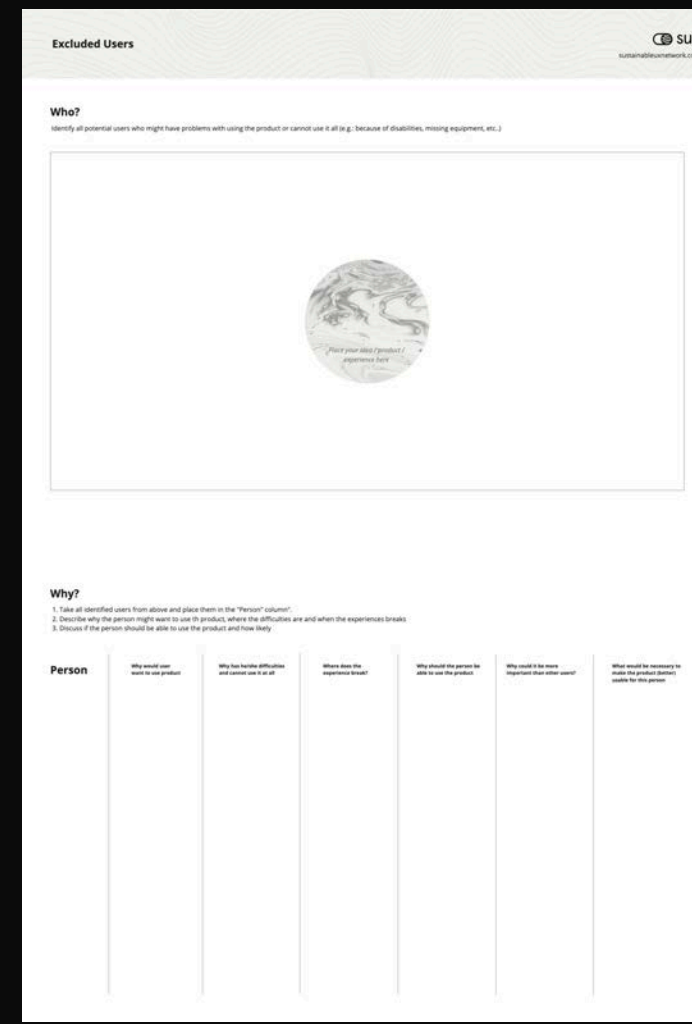 Excluded Users
su
sustainableuxnetwork.c
Who?
Identify all potential users who might have problems with using the product or cannot use it all (e.g.: because of disabilities, missing equipment, etc..)
Place your idea / product /
experience here
Why?
1. Take all identified users from above and place them in the "Person" column".
2. Describe why the person might want to use th product, where the difficulties are and when the experiences breaks
3. Discuss if the person should be able to use the product and how likely
Person
Why would user
want to use product
Why has he/she difficulties
and cannot use it at all
Where does the
experience break?
Why should the person be
able to use the product
Why could it be more
important than other users?
What would be necessary to
make the product (better)
usable for this person